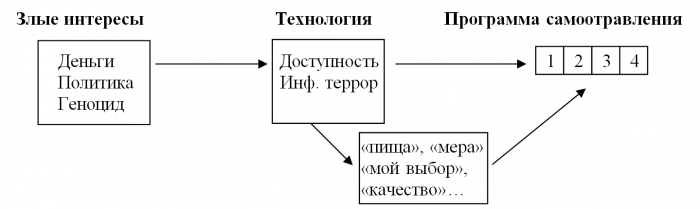 Злые интересы
Технология
Программа самоотравления
Деньги
Политика
Геноцид
Доступность
Инф. террор
1 2 3 4
«пища», «мера»
«мой выбор»,
«качество»...